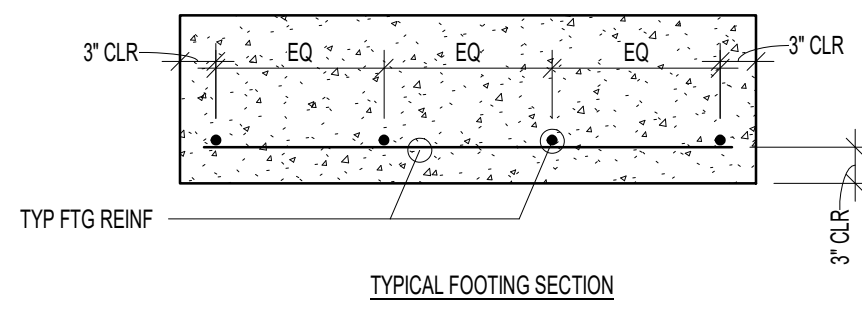 3" CLR
EQ
EQ
EQ
3" CLR
TYP FTG REINF
3" CLR
TYPICAL FOOTING SECTION